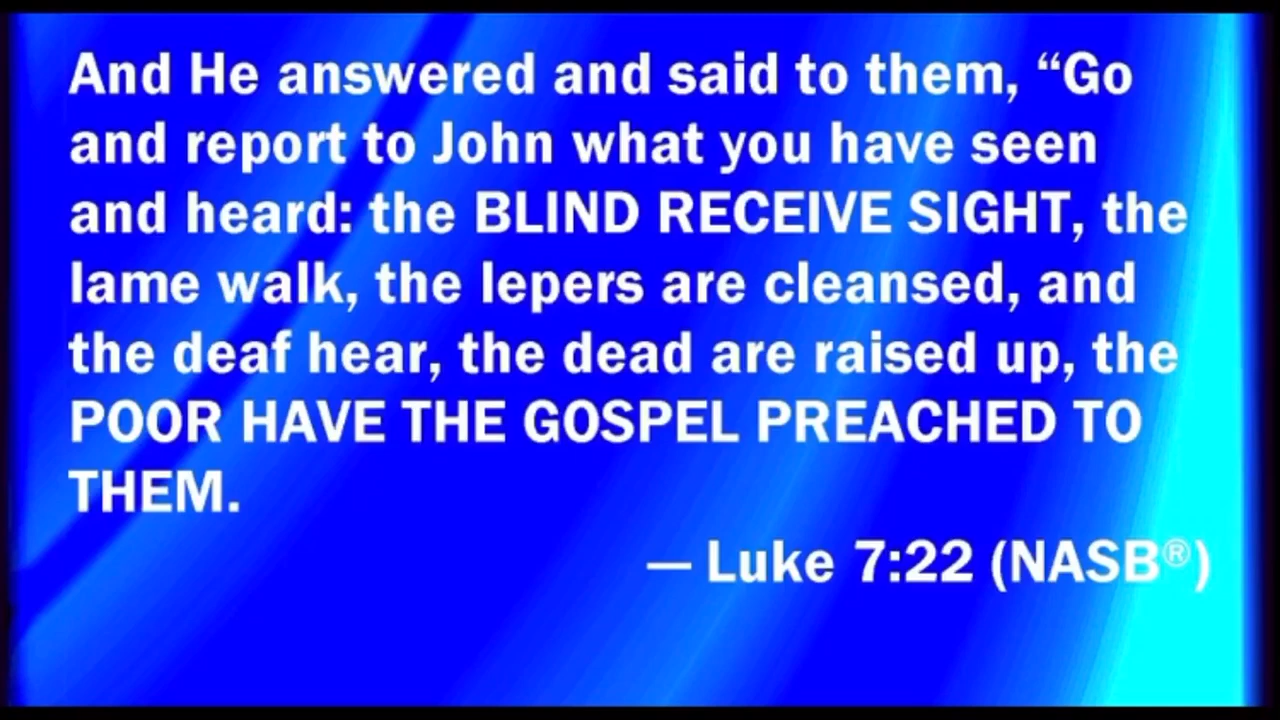 And He answered and said to them, “Go
and report to John what you have seen
and heard: the BLIND RECEIVE SIGHT, the
lame walk, the lepers are cleansed, and
the deaf hear, the dead are raised up, the
POOR HAVE THE GOSPEL PREACHED TO
THEM.
— Luke 7:22 (NASB®)